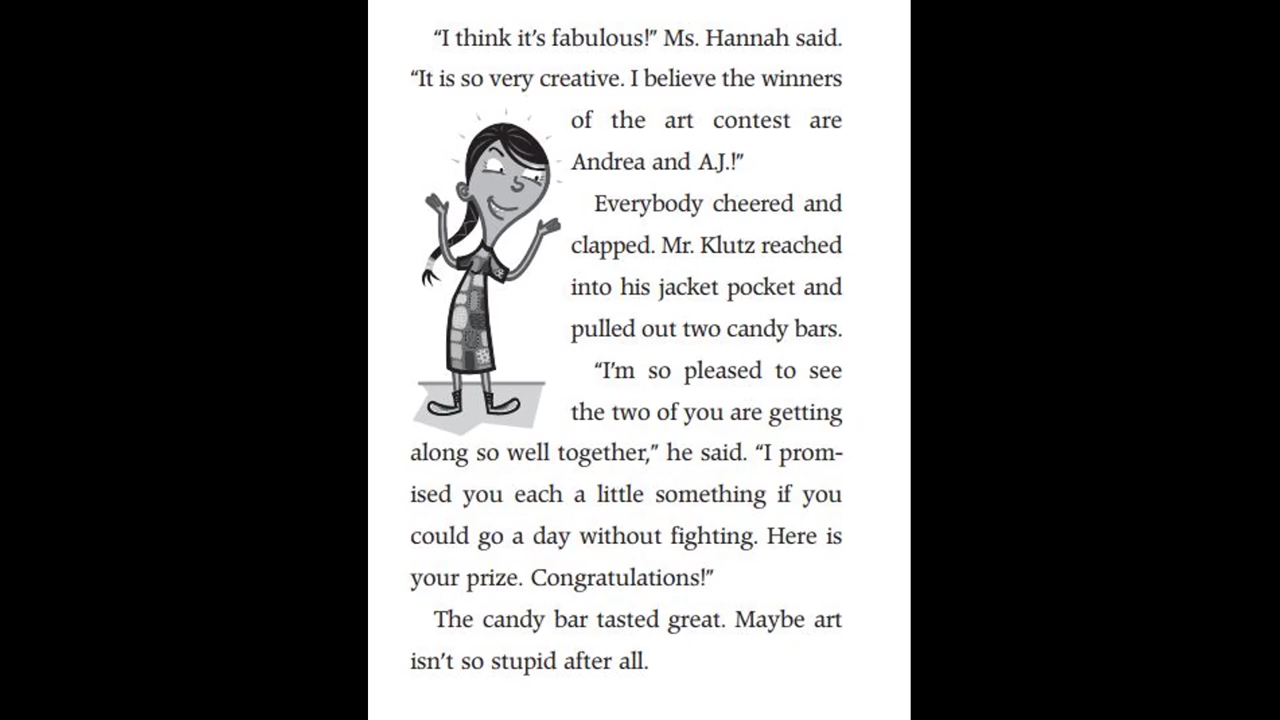 “I think it’s fabulous!” Ms. Hannah said.
“It is so very creative. I believe the winners
of the art contest are
Andrea and A.J.!”
Everybody cheered and
clapped. Mr. Klutz reached
into his jacket pocket and
pulled out two candy bars.
“I’m so pleased to see
the two of you are getting
along so well together,” he said. “I prom-
ised you each a little something if you
could go a day without fighting. Here is
your prize. Congratulations!”
The candy bar tasted great. Maybe art
isn’t so stupid after all.